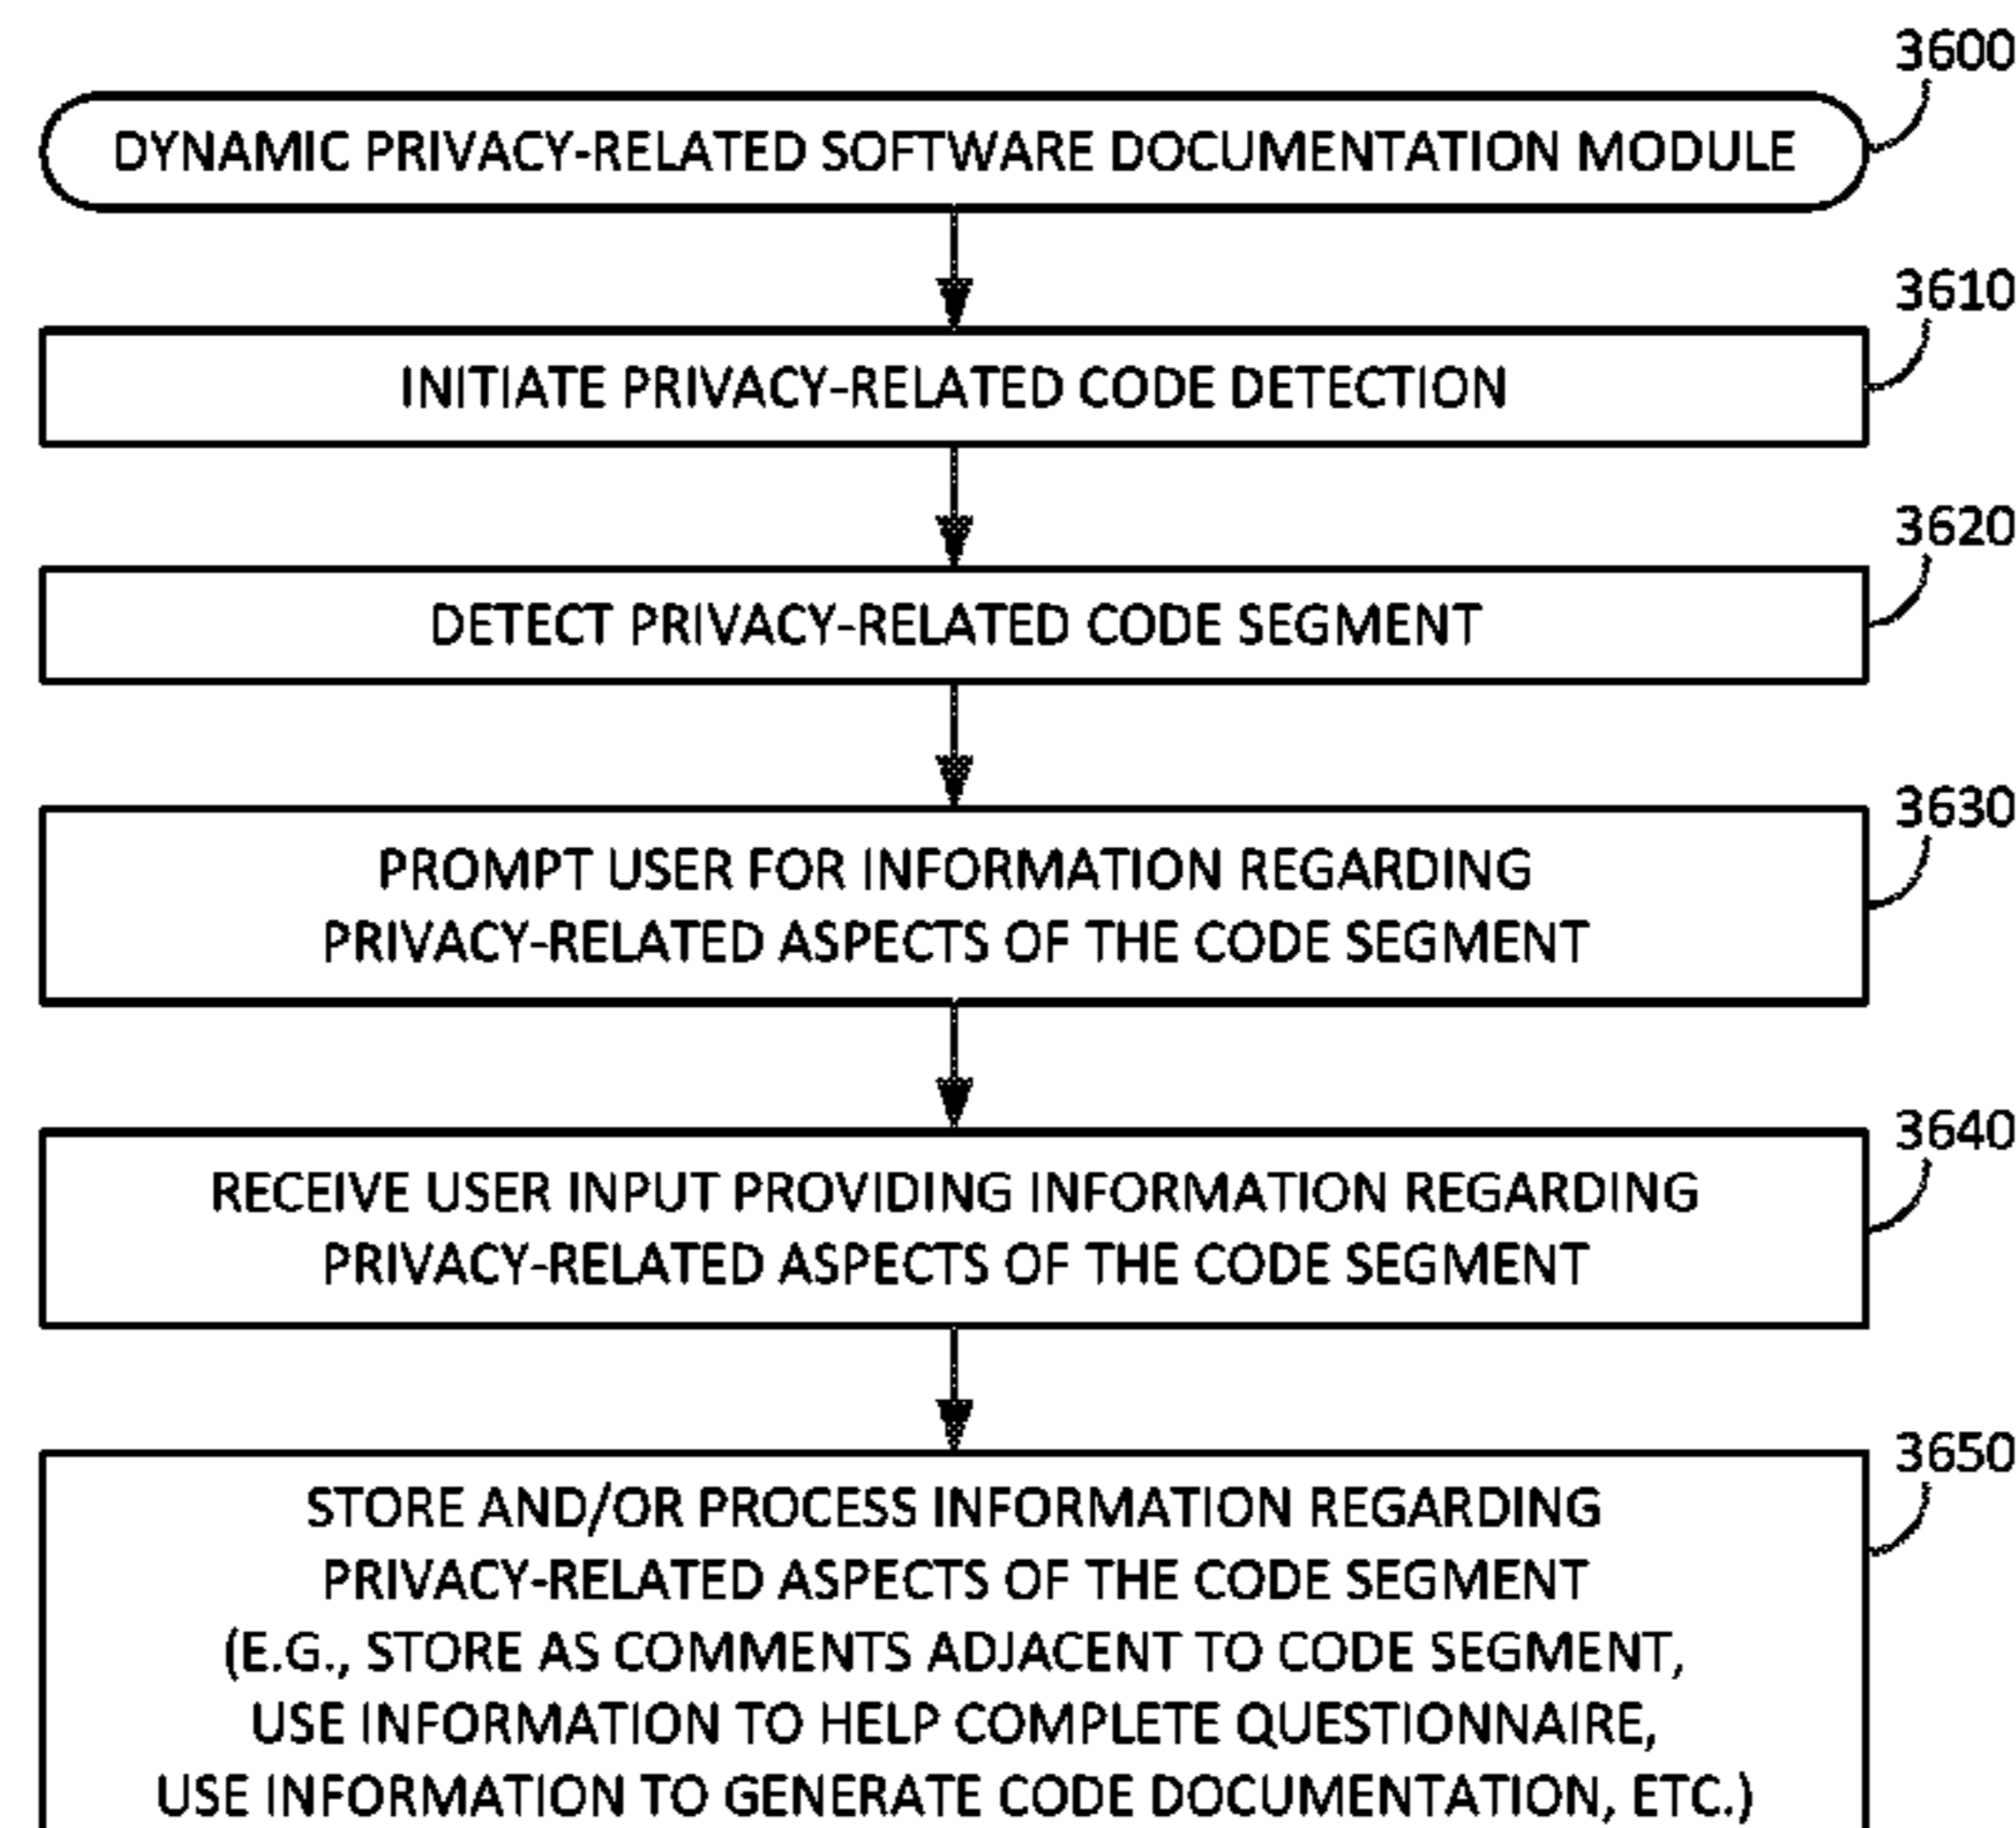 3600
DYNAMIC PRIVACY-RELATED SOFTWARE DOCUMENTATION MODULE
3610
INITIATE PRIVACY-RELATED CODE DETECTION
3620
DETECT PRIVACY-RELATED CODE SEGMENT
3630
PROMPT USER FOR INFORMATION REGARDING
PRIVACY-RELATED ASPECTS OF THE CODE SEGMENT
3640
RECEIVE USER INPUT PROVIDING INFORMATION REGARDING
PRIVACY-RELATED ASPECTS OF THE CODE SEGMENT
3650
STORE AND/OR PROCESS INFORMATION REGARDING
PRIVACY-RELATED ASPECTS OF THE CODE SEGMENT
(E.G., STORE AS COMMENTS ADJACENT TO CODE SEGMENT,
USE INFORMATION TO HELP COMPLETE QUESTIONNAIRE,
USE INFORMATION TO GENERATE CODE DOCUMENTATION, ETC.)